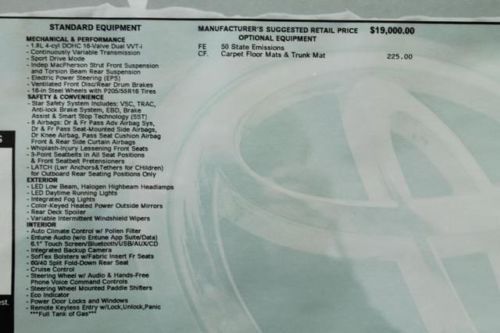 STANDARD EQUIPMENT
MANUFACTURER'S SUGGESTED RETAIL PRICE $19,000.00
OPTIONAL EQUIPMENT
FE 50 State Emissions
CF. Carpet Floor Mats & Trunk Mat 225.00
MECHANICAL & PERFORMANCE
- 1.8L 4-cyl DOHC 16-Valve Dual VVT-i
- Continuously Variable Transmission
- Sport Drive Mode
- Indep MacPherson Strut Front Suspension
and Torsion Beam Rear Suspension
- Electric Power Steering (EPS)
- Ventilated Front Disc/Rear Drum Brakes
- 16-in Steel Wheels with P205/55R16 Tires
SAFETY & CONVENIENCE
- Star Safety System Includes: VSC, TRAC,
Anti-lock Brake System, EBD, Brake
Assist & Smart Stop Technology (SST)
- 8 Airbags: Dr & Fr Pass Adv Airbag Sys,
Dr & Fr Pass Seat-Mounted Side Airbags,
Dr Knee Airbag, Pass Seat Cushion Airbag
Front & Rear Side Curtain Airbags
- Whiplash-Injury Lessening Front Seats
- 3-Point Seatbelts in All Seat Positions
& Front Seatbelt Pretensioners
- LATCH (Lwr Anchors&Tethers for CHildren)
for Outboard Rear Seating Positions Only
EXTERIOR
- LED Low Beam, Halogen Highbeam Headlamps
- LED Daytime Running Lights
- Integrated Fog Lights
- Color-Keyed Heated Power Outside Mirrors
- Rear Deck Spoiler
- Variable Intermittent Windshield Wipers
INTERIOR
- Auto Climate Control w/ Pollen Filter
- Entune Audio (w/o Entune App Suite/Data)
6.1" Touch Screen/Bluetooth/USB/AUX/CD
- Integrated Backup Camera
- SofTex Bolsters w/Fabric Insert Fr Seats
- 60/40 Split Fold-Down Rear Seat
- Cruise Control
- Steering Wheel w/ Audio & Hands-Free
Phone Voice Command Controls
- Steering Wheel Mounted Paddle Shifters
- Eco Indicator
- Power Door Locks and Windows
- Remote Keyless Entry w/Lock,Unlock,Panic
***Full Tank of Gas***
S
est.